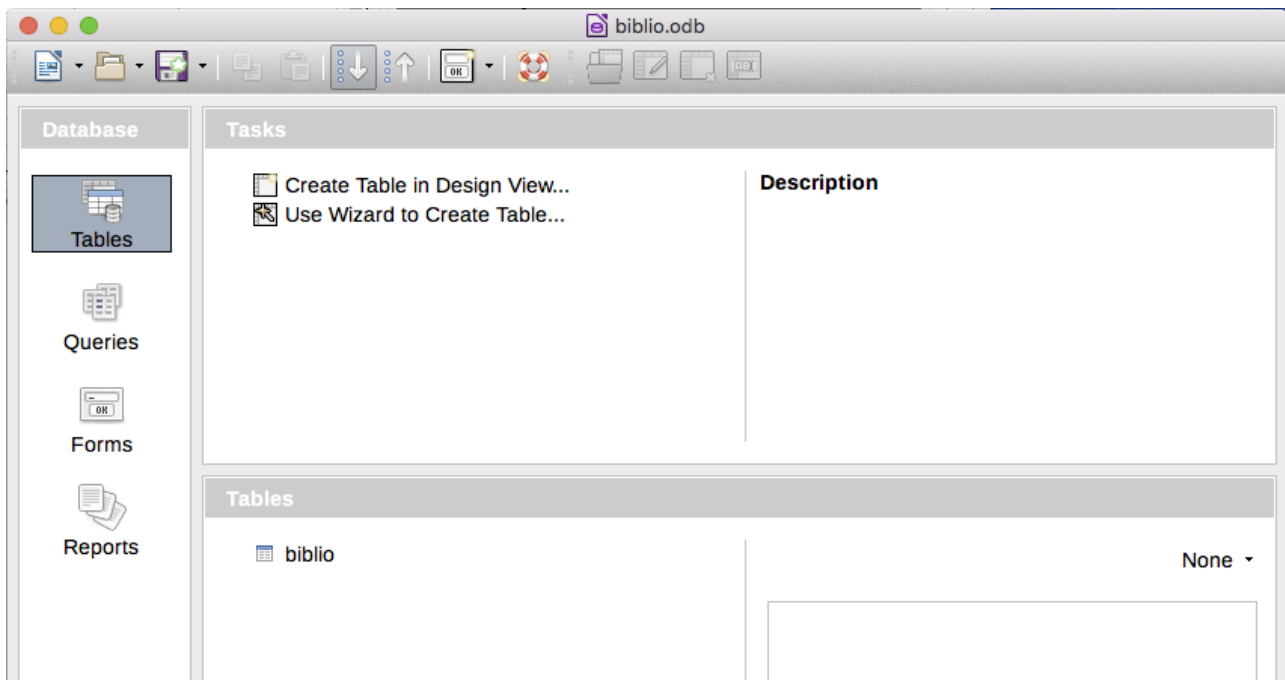 biblio.odb
Database
Tasks
Tables
Queries
Forms
Reports
Create Table in Design View...
Use Wizard to Create Table...
Description
Tables
biblio
None